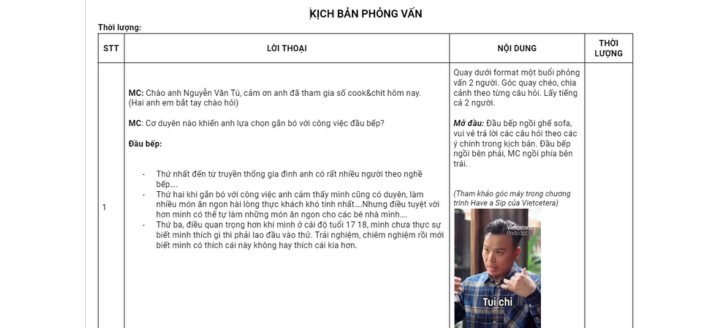 KỊCH BẢN PHỎNG VẤN
Thời lượng:
STT
LỜI THOẠI
NỘI DUNG
THỜI
LƯỢNG
1
MC: Chào anh Nguyễn Văn Tú, cảm ơn anh đã tham gia số cook&chit hôm nay.
(Hai anh em bắt tay chào hỏi)
MC: Cơ duyên nào khiến anh lựa chọn gắn bó với công việc đầu bếp?
Đầu bếp:
- Thứ nhất đến từ truyền thống gia đình anh có rất nhiều người theo nghề
bếp....
- Thứ hai khi gắn bó với công việc anh cảm thấy mình cũng có duyên, làm
nhiều món ăn ngon hài lòng thực khách khó tính nhất....Nhưng điều tuyệt vời
hơn mình có thể tự làm những món ăn ngon cho các bé nhà mình....
- Thứ ba, điều quan trọng hơn khi mình ở cái độ tuổi 17 18, mình chưa thực sự
biết mình thích gì thì phải lao đầu vào thử. Trải nghiệm, chiêm nghiệm rồi mới
biết mình có thích cái này không hay thích cái kia hơn.
Quay dưới format một buổi phỏng
vấn 2 người. Góc quay chéo, chia
cảnh theo từng câu hỏi. Lấy tiếng
cả 2 người.
Mở đầu: Đầu bếp ngồi ghế sofa,
vui vẻ trả lời các câu hỏi theo các
ý chính trong kịch bản. Đầu bếp
ngồi bên phải, MC ngồi phía bên
trái.
(Tham khảo góc máy trong chương
trình Have a Sip của Vietcetera)
Vietcetera
Podcast
Tui chỉ